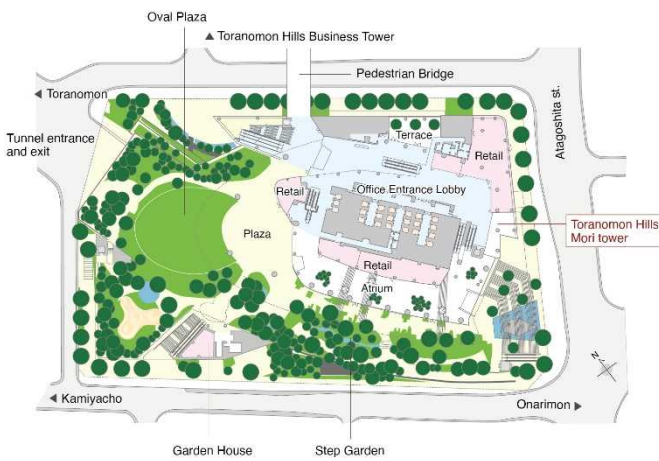 Oval Plaza
▲ Toranomon Hills Business Tower
Pedestrian Bridge
◀ Toranomon
Tunnel entrance
and exit
Atagoshita st.
Terrace
Retail
Office Entrance Lobby
Retail
Plaza
Toranomon Hills
Mori tower
Retail
Atrium
N
◀ Kamiyacho
Onarimon ▶
Garden House
Step Garden